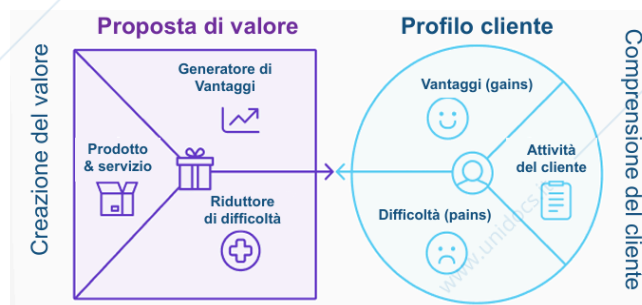 Proposta di valore
Profilo cliente
Creazione del valore
Generatore di
Vantaggi
Prodotto
& servizio
Riduttore
di difficoltà
Vantaggi (gains)
Attività
del cliente
Difficoltà (pains)
Comprensione del cliente